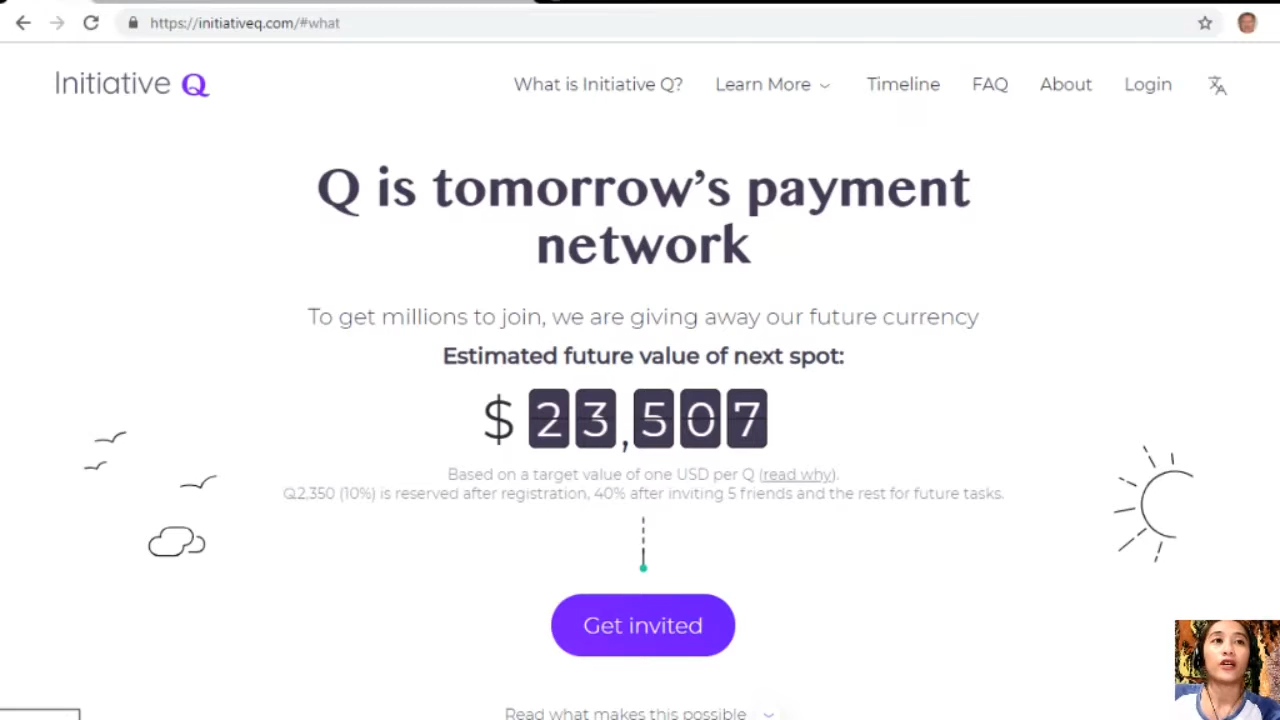 https://initiativeq.com/#what
Initiative Q
What is Initiative Q? Learn More Timeline FAQ About Login
Q is tomorrow's payment
network
To get millions to join, we are giving away our future currency
Estimated future value of next spot:
$ 23,507
Based on a target value of one USD per Q (read why).
Q2,350 (10%) is reserved after registration, 40% after inviting 5 friends and the rest for future tasks.
Get invited
Read what makes this possible